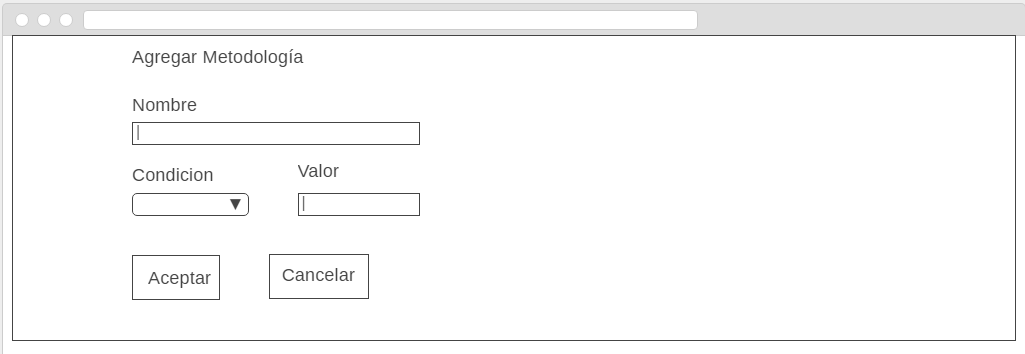 Agregar Metodología
Nombre
Condicion
Valor
Aceptar
Cancelar